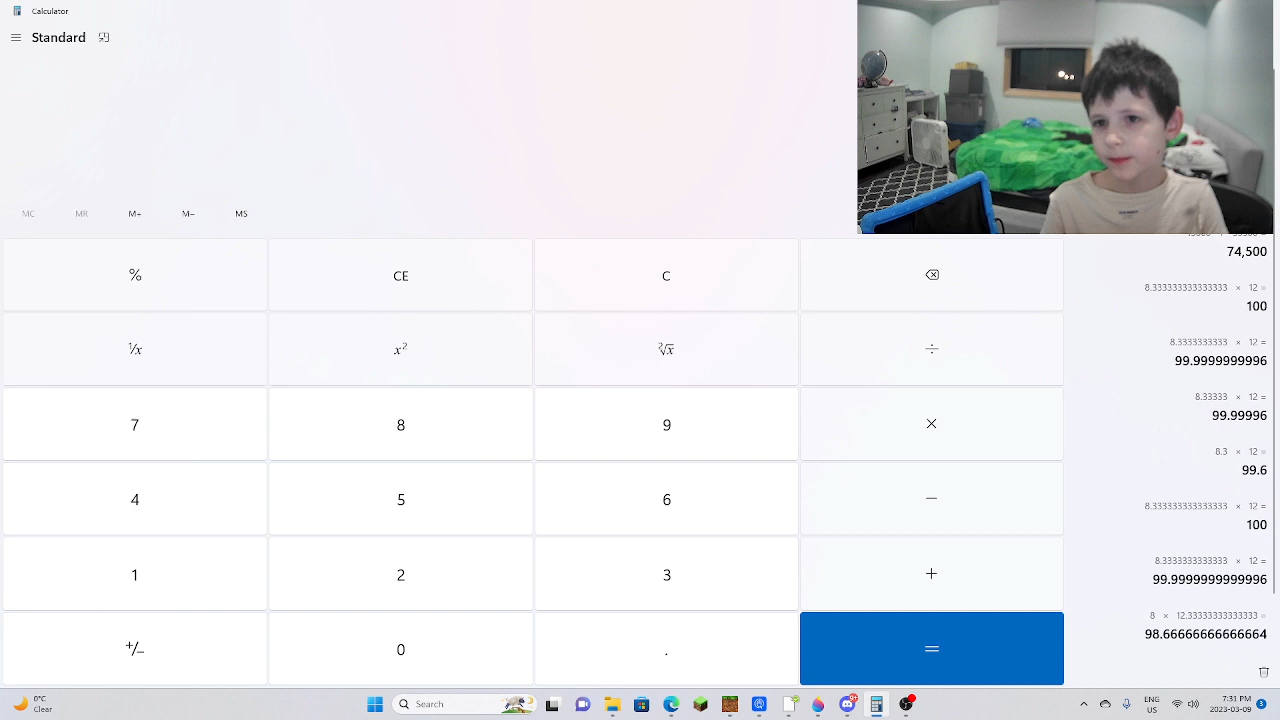 Calculator
Standard
MC MR M+ M− MS
% CE C
¹/x x² ²√x ÷
7 8 9 ×
4 5 6 −
1 2 3 +
+/− 0 . =
74,500
8.333333333333333 × 12 =
100
8.3333333333 × 12 =
99.9999999996
8.33333 × 12 =
99.99996
8.3 × 12 =
99.6
8.333333333333333 × 12 =
100
8.3333333333333 × 12 =
99.9999999999996
8 × 12.33333333333333 =
98.66666666666664
0°C
Clear
Search
ENG
US
7:31 PM
2023-03-09
3